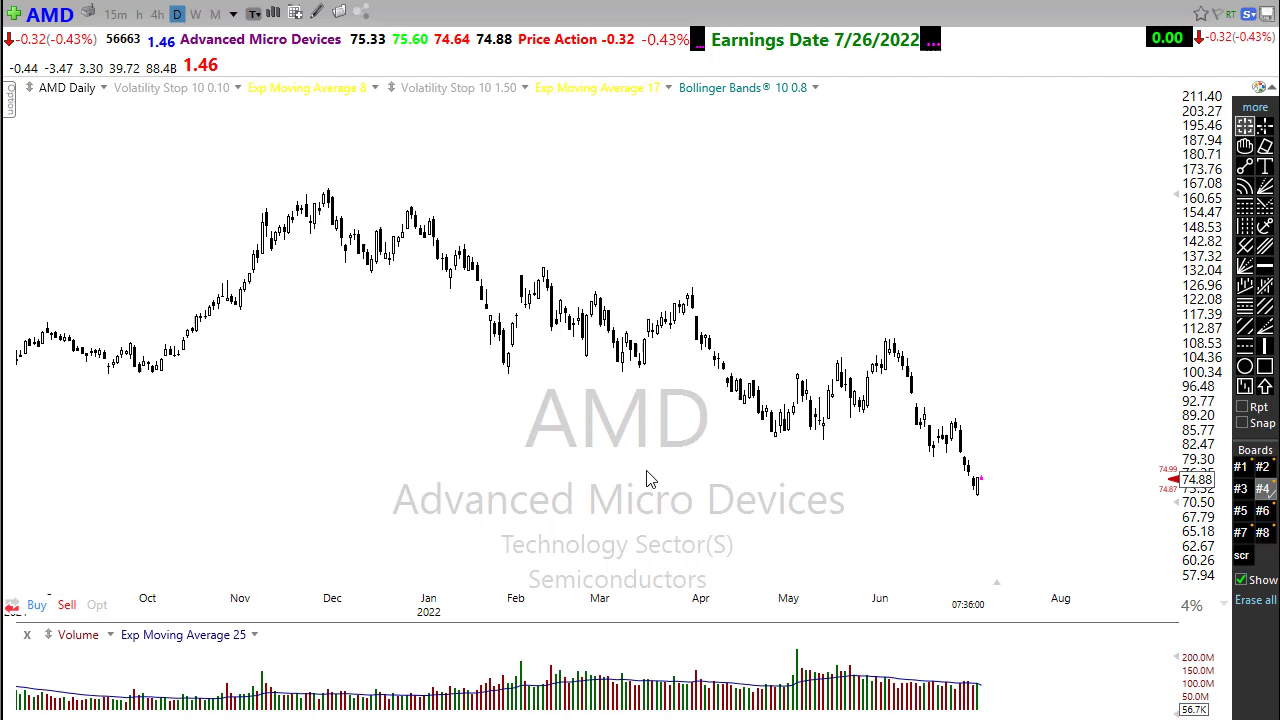 AMD 15m h 4h D W M T RT S
-0.32(-0.43%) 56663 1.46 Advanced Micro Devices 75.33 75.60 74.64 74.88 Price Action -0.32 -0.43% ... Earnings Date 7/26/2022 ... 0.00 -0.32(-0.43%)
-0.44 -3.47 3.30 39.72 88.4B 1.46
Option
AMD Daily Volatility Stop 10 0.10 Exp Moving Average 8 Volatility Stop 10 1.50 Exp Moving Average 17 Bollinger Bands® 10 0.8
211.40
203.27
195.46
187.94
180.71
173.76
167.08
160.65
154.47
148.53
142.82
137.32
132.04
126.96
122.08
117.39
112.87
108.53
104.36
100.34
96.48
92.77
89.20
85.77
82.47
79.30
74.99
74.88
74.87
70.50
67.79
65.18
62.67
60.26
57.94
more
T
Rpt
Snap
Boards
#1 #2
#3 #4
#5 #6
#7 #8
scr
Show
Erase all
AMD
Advanced Micro Devices
Technology Sector(S)
Semiconductors
Buy Sell Opt
Oct Nov Dec Jan Feb Mar Apr May Jun 07:36:00 Aug
2022
4%
x Volume Exp Moving Average 25
200.0M
150.0M
100.0M
50.0M
56.7K